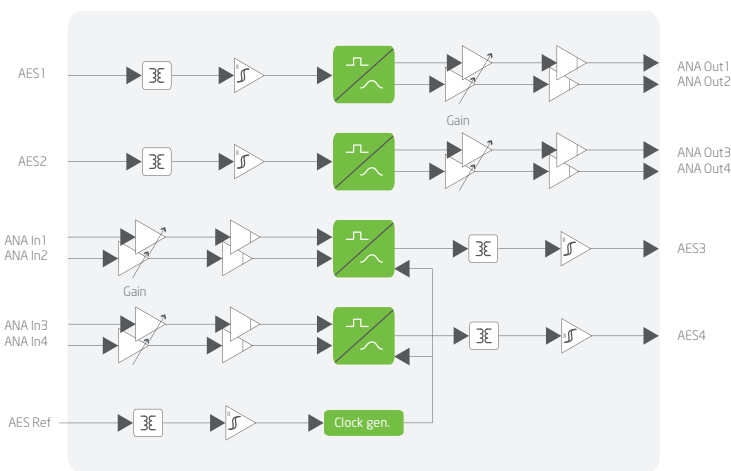 AES1
ANA Out1
ANA Out2
Gain
AES2
ANA Out3
ANA Out4
ANA In1
ANA In2
AES3
Gain
ANA In3
ANA In4
AES4
AES Ref
Clock gen.